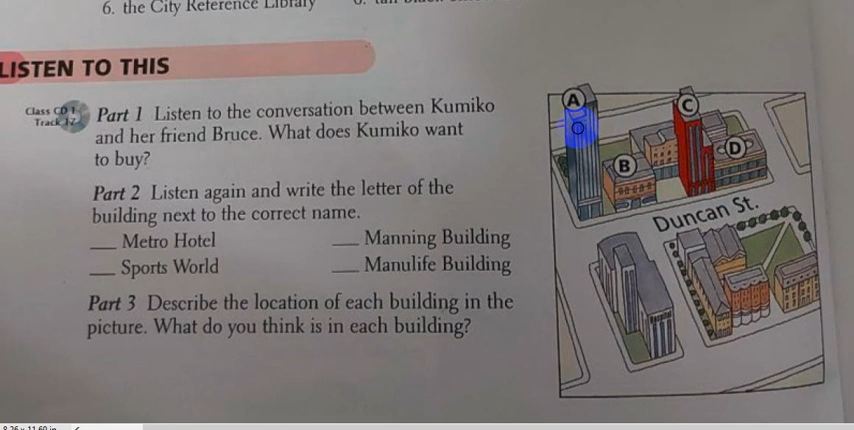 6. the City Reference Library
LISTEN TO THIS
Class CD 1
Track 17
Part 1 Listen to the conversation between Kumiko
and her friend Bruce. What does Kumiko want
to buy?
Part 2 Listen again and write the letter of the
building next to the correct name.
___ Metro Hotel ___ Manning Building
___ Sports World ___ Manulife Building
Part 3 Describe the location of each building in the
picture. What do you think is in each building?
A
C
B
D
Duncan St.
Hospital